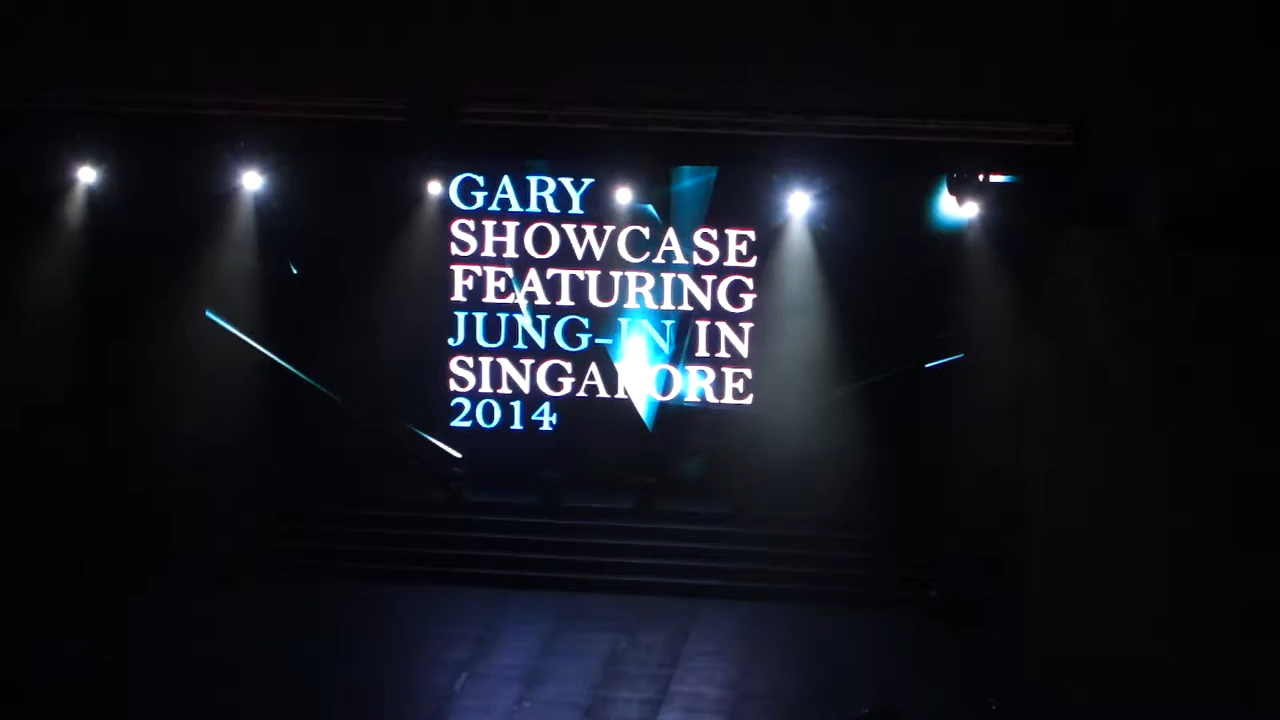 GARY
SHOWCASE
FEATURING
JUNG-IN IN
SINGAPORE
2014